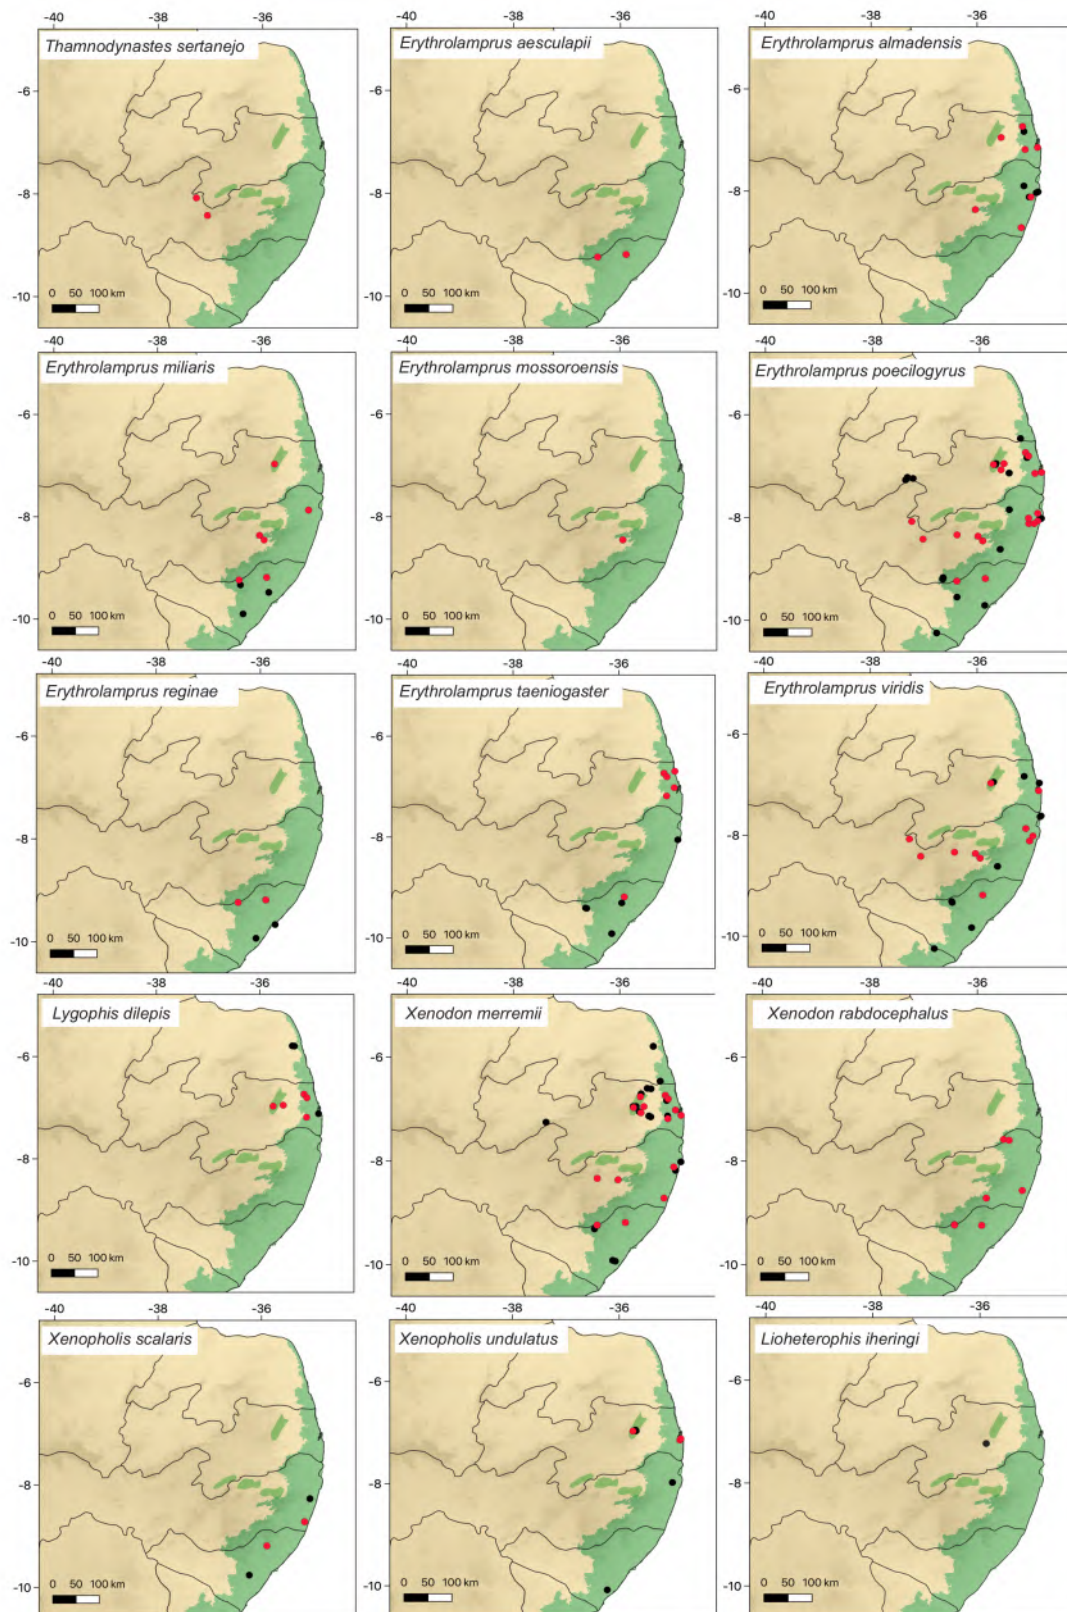 -40 -38 -36 -40 -38 -36 -40 -38 -36
Thamnodynastes sertanejo Erythrolamprus aesculapii Erythrolamprus almadensis
-6 -6 -6
-8 -8 -8
0 50 100 km 0 50 100 km 0 50 100 km
-10 -10 -10
-40 -38 -36 -40 -38 -36 -40 -38 -36
Erythrolamprus miliaris Erythrolamprus mossoroensis Erythrolamprus poecilogyrus
-6 -6 -6
-8 -8 -8
0 50 100 km 0 50 100 km 0 50 100 km
-10 -10 -10
-40 -38 -36 -40 -38 -36 -40 -38 -36
Erythrolamprus reginae Erythrolamprus taeniogaster Erythrolamprus viridis
-6 -6 -6
-8 -8 -8
0 50 100 km 0 50 100 km 0 50 100 km
-10 -10 -10
-40 -38 -36 -40 -38 -36 -40 -38 -36
Lygophis dilepis Xenodon merremii Xenodon rabdocephalus
-6 -6 -6
-8 -8 -8
0 50 100 km 0 50 100 km 0 50 100 km
-10 -10 -10
-40 -38 -36 -40 -38 -36 -40 -38 -36
Xenopholis scalaris Xenopholis undulatus Lioheterophis iheringi
-6 -6 -6
-8 -8 -8
0 50 100 km 0 50 100 km 0 50 100 km
-10 -10 -10